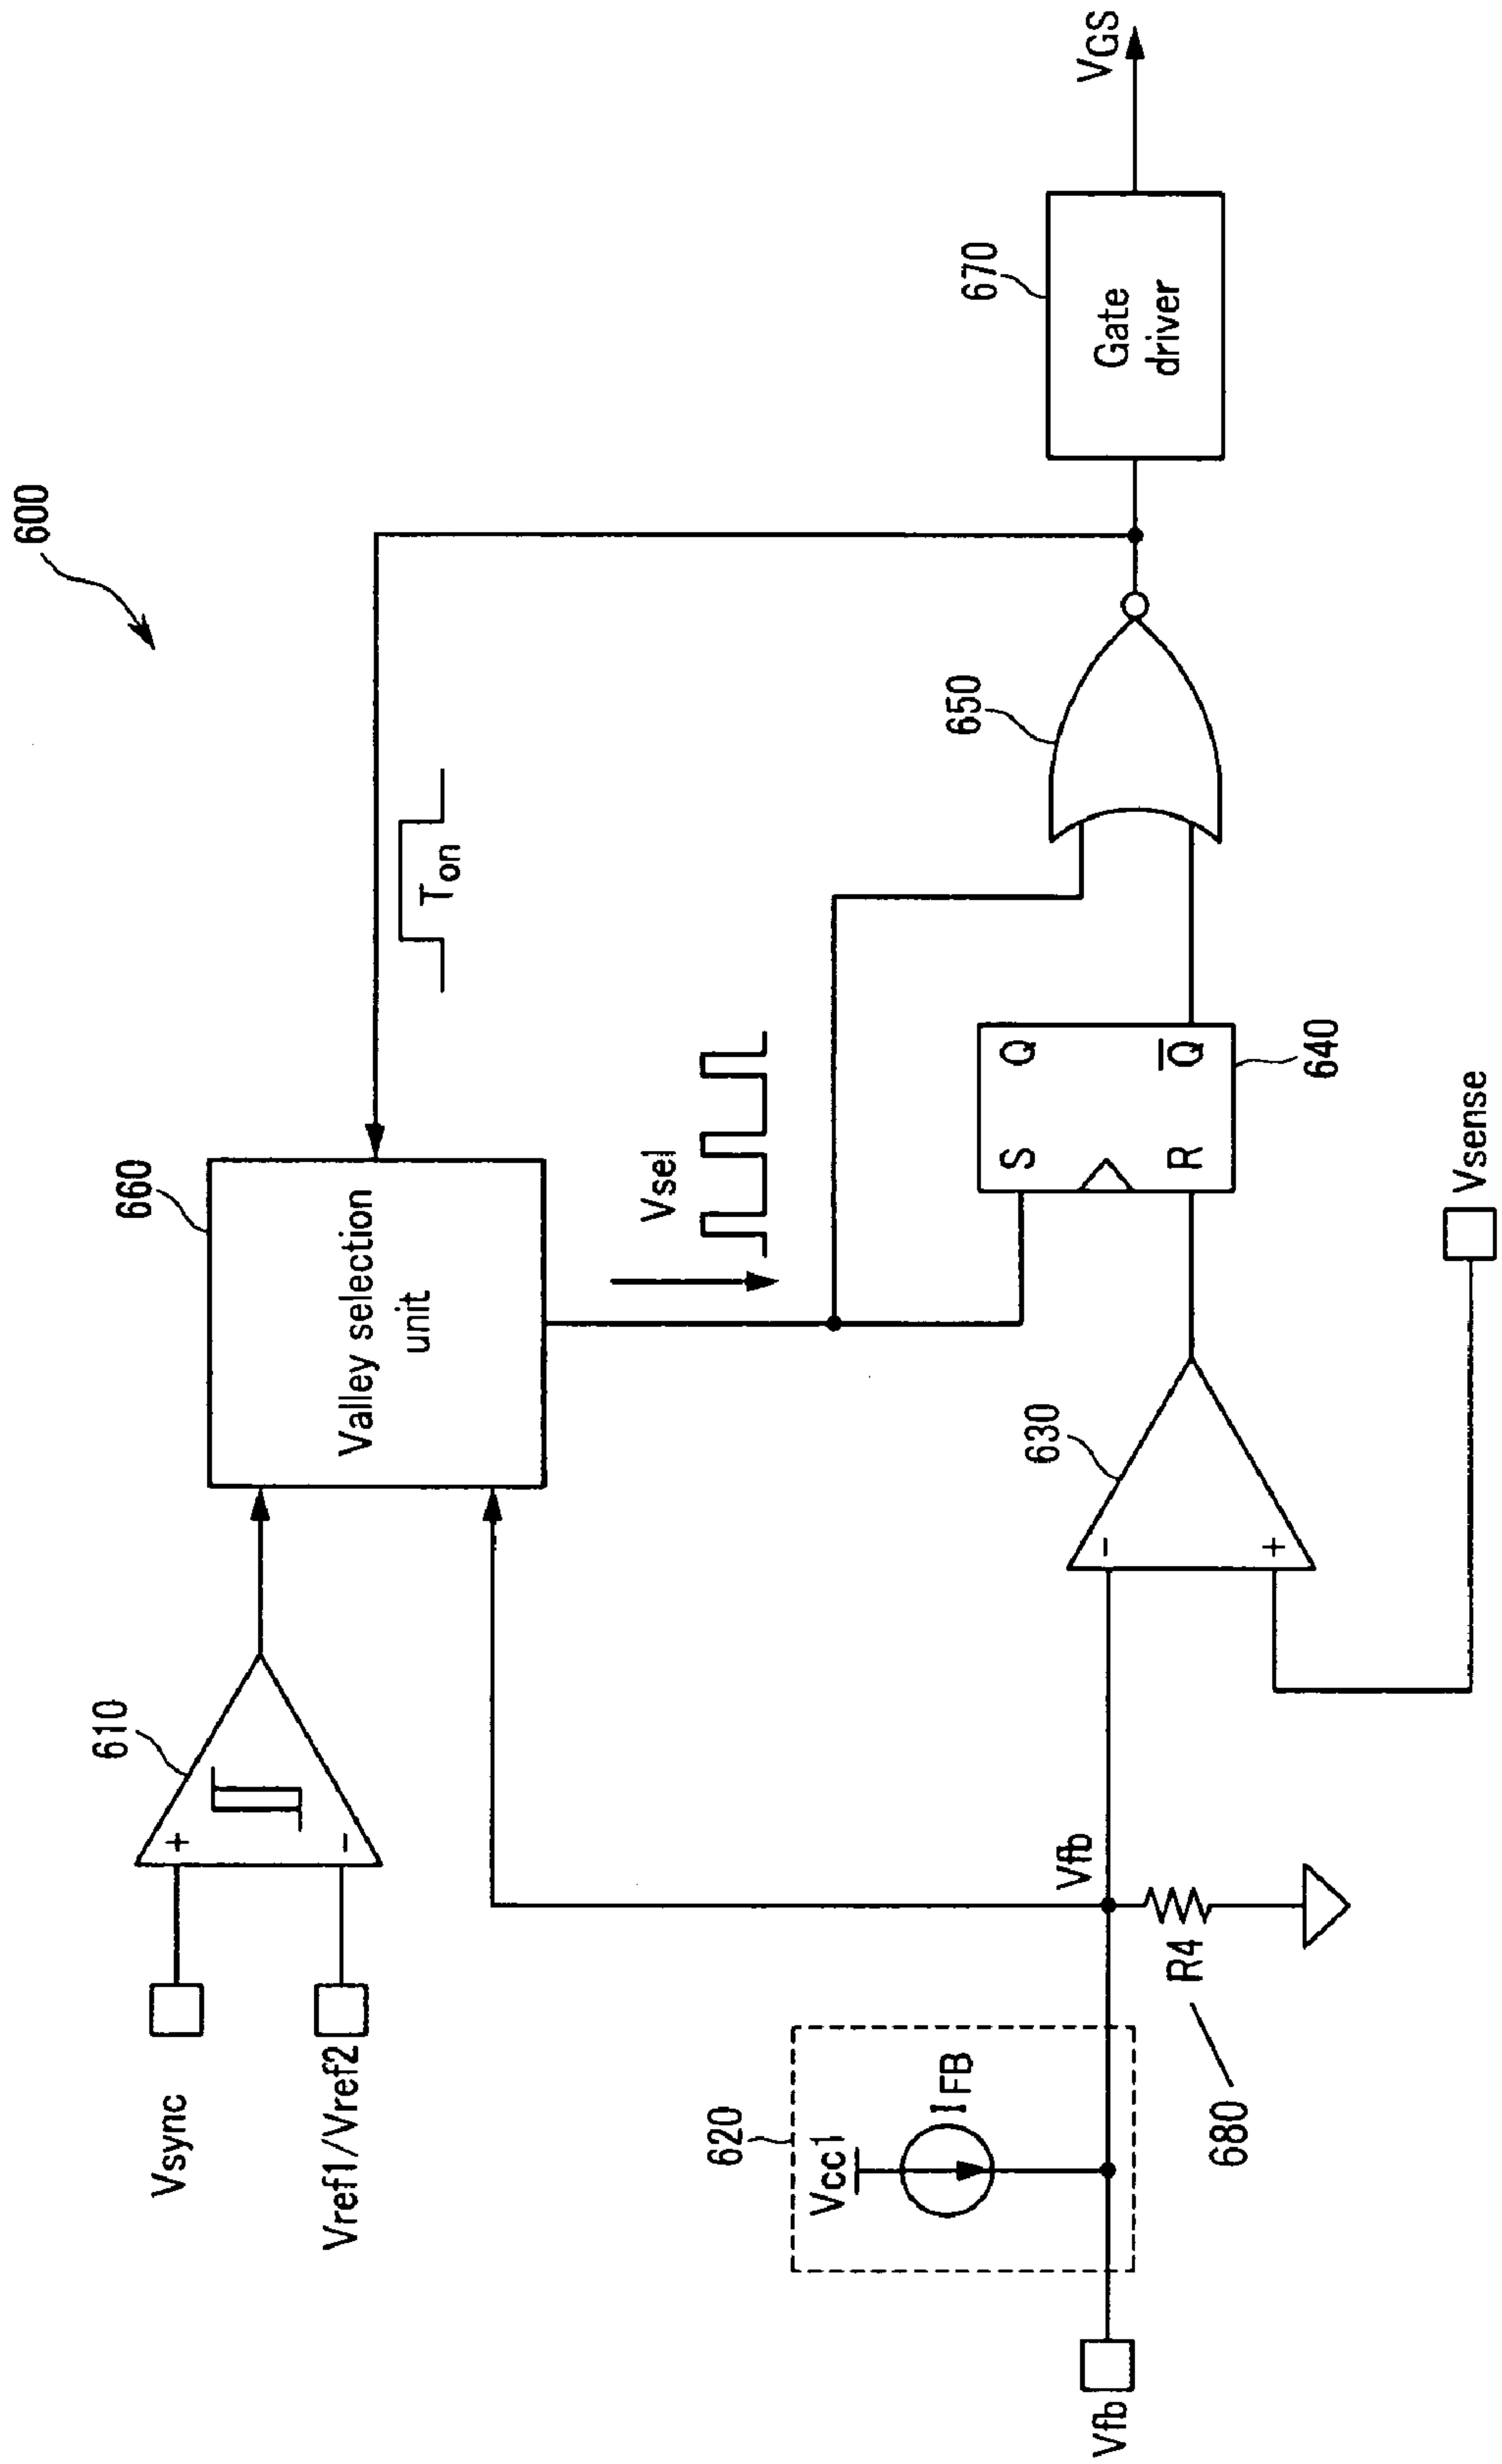 600
Vsync
Vref1/Vref2
+
-
610
660
Valley selection
unit
Ton
Vsel
620
Vcc1
IFB
Vfb
Vfb
R4
680
-
+
630
S
Q
R
Q̅
640
650
670
Gate
driver
VGS
Vsense